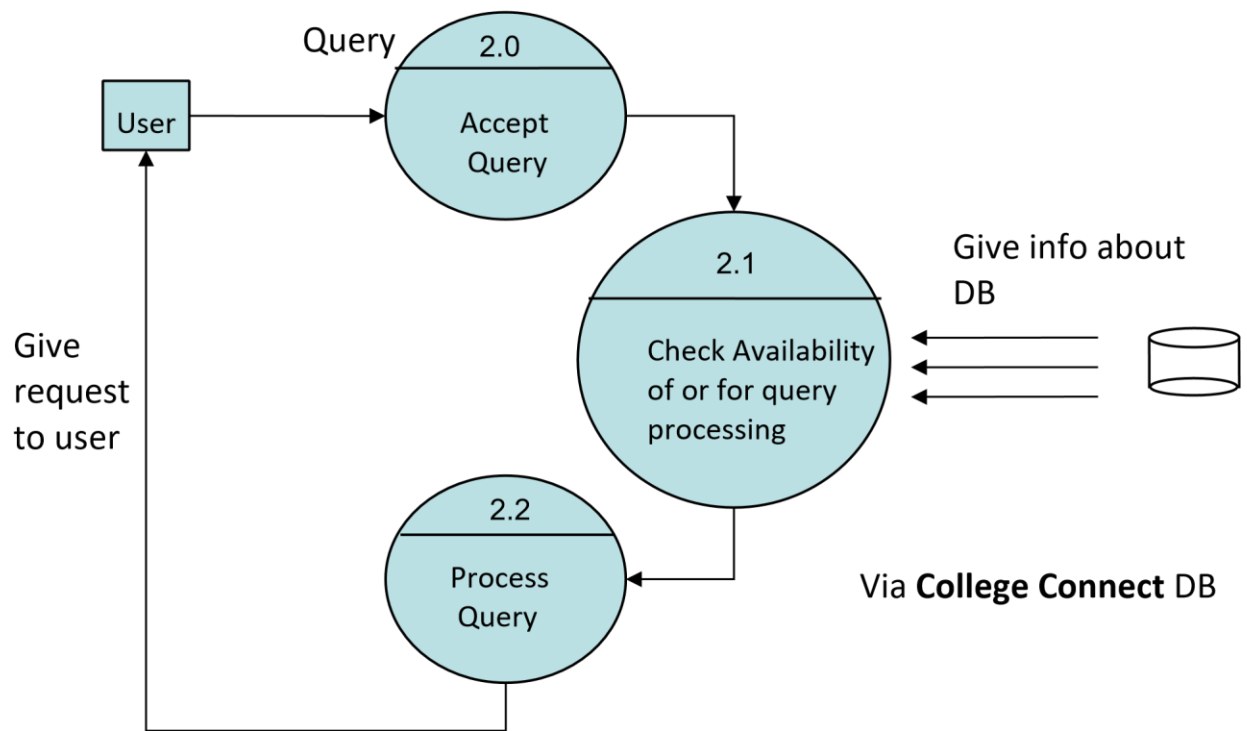 Query
2.0
User
Accept
Query
2.1
Give info about
DB
Check Availability
of or for query
processing
Give
request
to user
2.2
Process
Query
Via College Connect DB